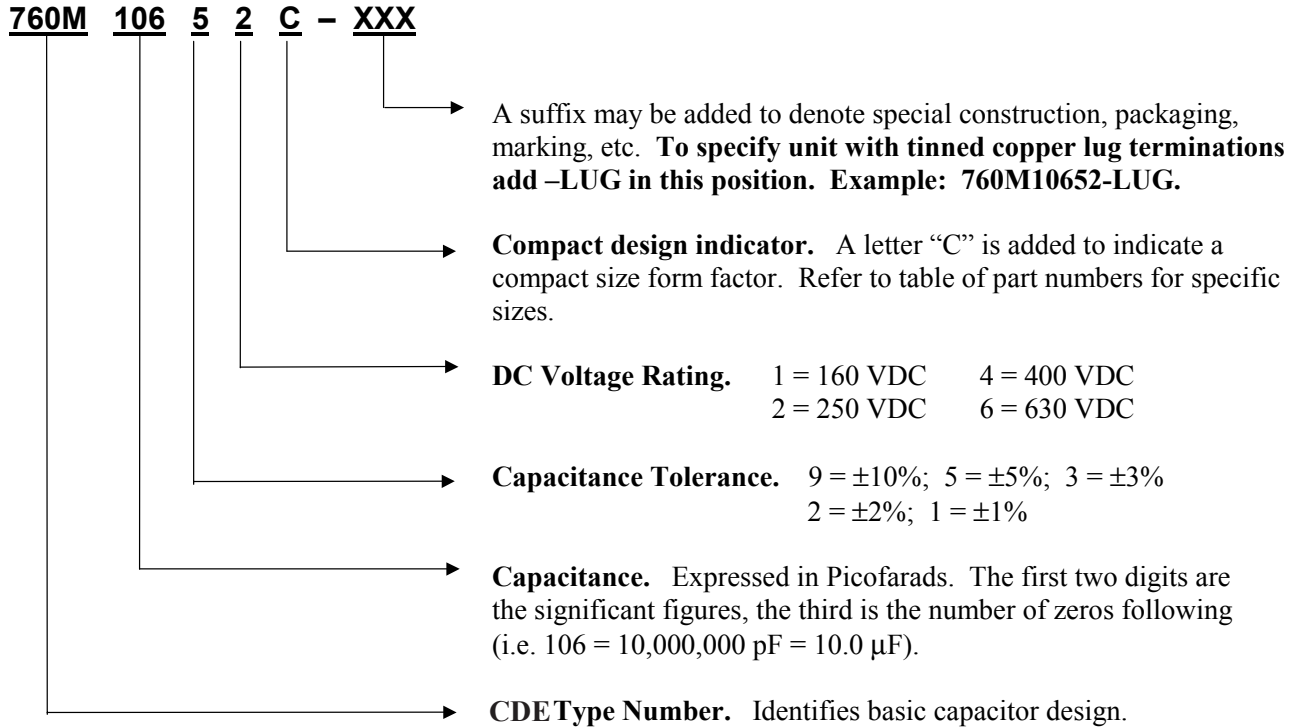 760M 106 5 2 C – XXX
A suffix may be added to denote special construction, packaging,
marking, etc. To specify unit with tinned copper lug terminations
add –LUG in this position. Example: 760M10652-LUG.
Compact design indicator. A letter “C” is added to indicate a
compact size form factor. Refer to table of part numbers for specific
sizes.
DC Voltage Rating. 1 = 160 VDC 4 = 400 VDC
2 = 250 VDC 6 = 630 VDC
Capacitance Tolerance. 9 = ±10%; 5 = ±5%; 3 = ±3%
2 = ±2%; 1 = ±1%
Capacitance. Expressed in Picofarads. The first two digits are
the significant figures, the third is the number of zeros following
(i.e. 106 = 10,000,000 pF = 10.0 µF).
CDE Type Number. Identifies basic capacitor design.